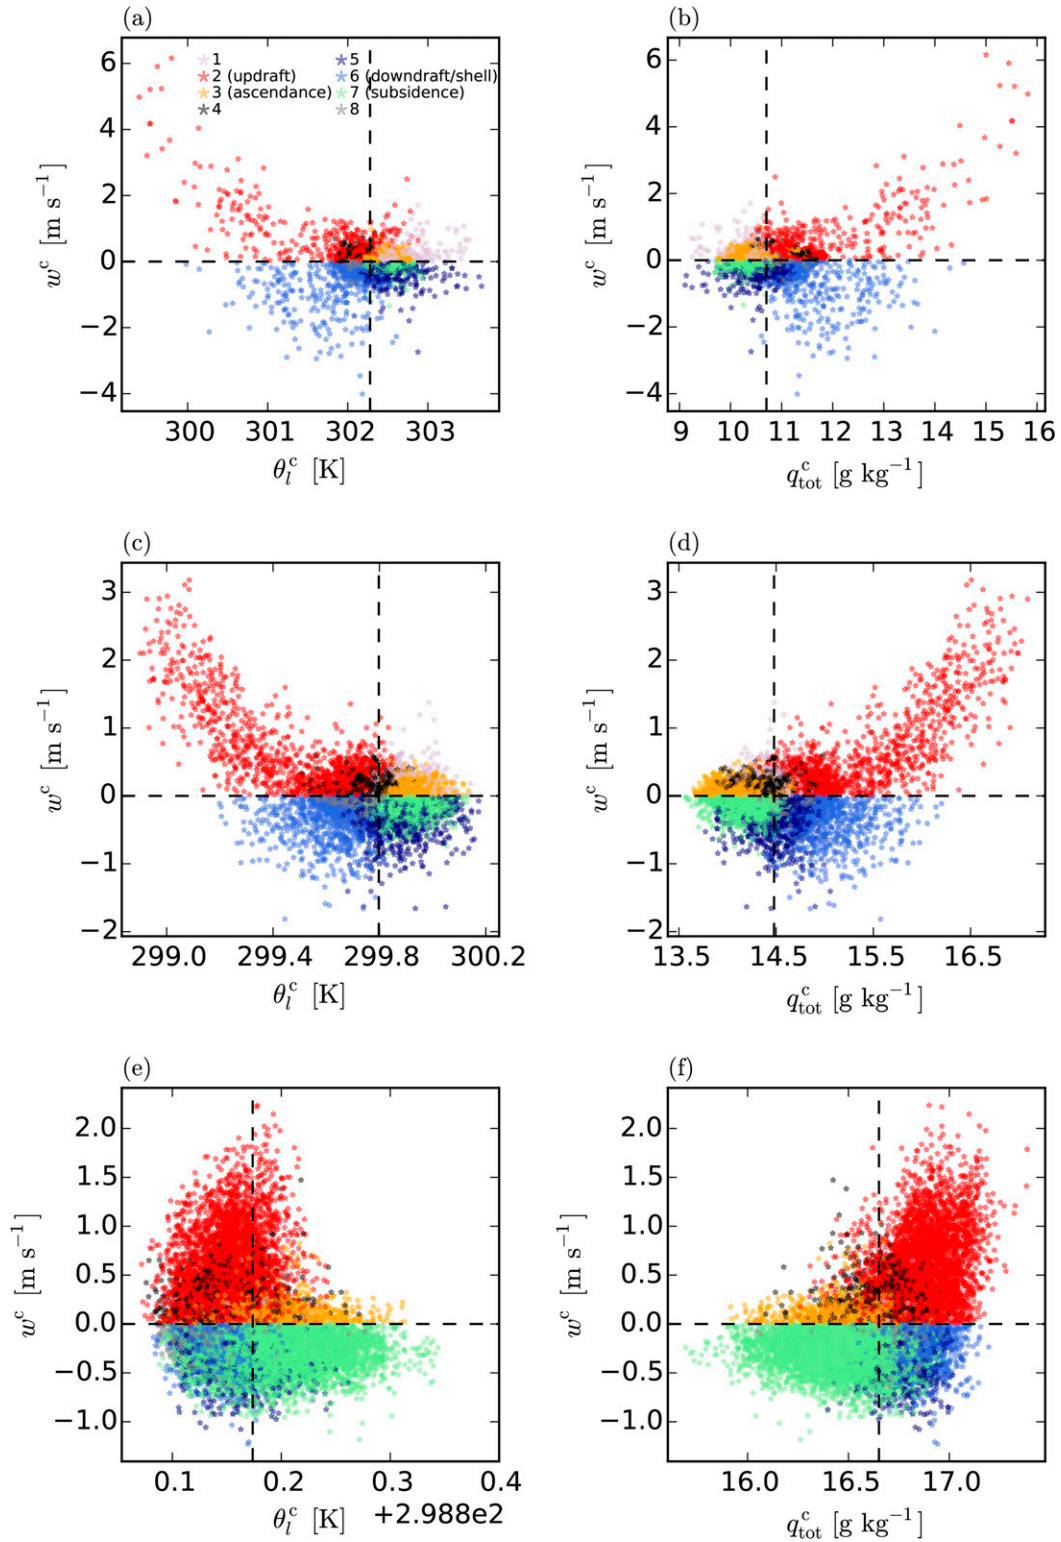 (a)
6
4
2
0
−2
−4
w^c [m s^−1]
1
2 (updraft)
3 (ascendance)
4
5
6 (downdraft/shell)
7 (subsidence)
8
300 301 302 303
θ_l^c [K]
(b)
6
4
2
0
−2
−4
w^c [m s^−1]
9 10 11 12 13 14 15 16
q_tot^c [g kg^−1]
(c)
3
2
1
0
−1
−2
w^c [m s^−1]
299.0 299.4 299.8 300.2
θ_l^c [K]
(d)
3
2
1
0
−1
−2
w^c [m s^−1]
13.5 14.5 15.5 16.5
q_tot^c [g kg^−1]
(e)
2.0
1.5
1.0
0.5
0.0
−0.5
−1.0
w^c [m s^−1]
0.1 0.2 0.3 0.4
θ_l^c [K] +2.988e2
(f)
2.0
1.5
1.0
0.5
0.0
−0.5
−1.0
w^c [m s^−1]
16.0 16.5 17.0
q_tot^c [g kg^−1]